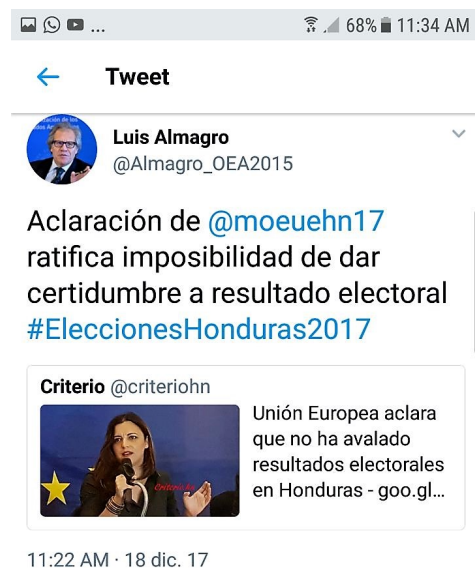 ... 68% 11:34 AM
Tweet
Luis Almagro
@Almagro_OEA2015
Aclaración de @moeuehn17
ratifica imposibilidad de dar
certidumbre a resultado electoral
#EleccionesHonduras2017
Criterio @criteriohn
Unión Europea aclara
que no ha avalado
resultados electorales
en Honduras - goo.gl...
11:22 AM · 18 dic. 17